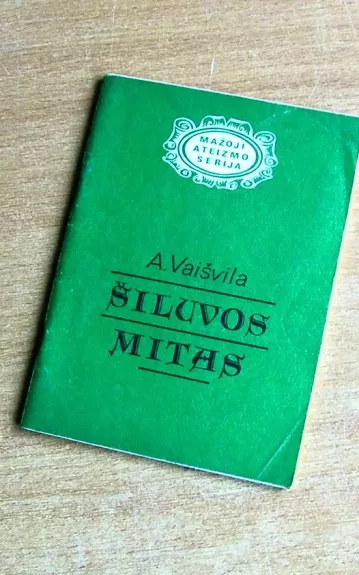 MAŽOJI
ATEIZMO
SERIJA
A.Vaišvila
ŠILUVOS
MITAS